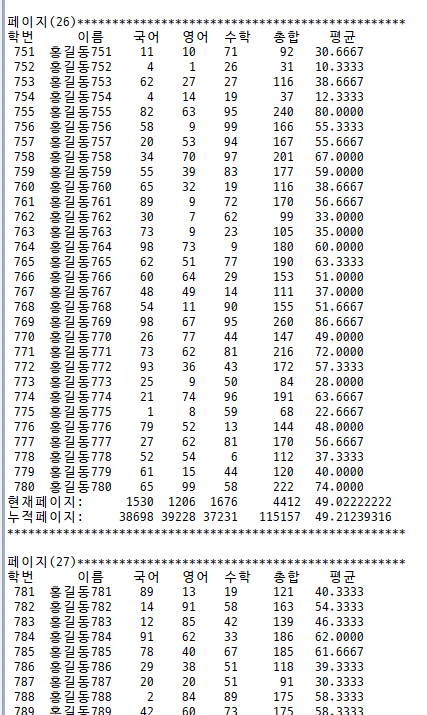 페이지(26)***********************************************
학번 이름 국어 영어 수학 총합 평균
751 홍길동751 11 10 71 92 30.6667
752 홍길동752 4 1 26 31 10.3333
753 홍길동753 62 27 27 116 38.6667
754 홍길동754 4 14 19 37 12.3333
755 홍길동755 82 63 95 240 80.0000
756 홍길동756 58 9 99 166 55.3333
757 홍길동757 20 53 94 167 55.6667
758 홍길동758 34 70 97 201 67.0000
759 홍길동759 55 39 83 177 59.0000
760 홍길동760 65 32 19 116 38.6667
761 홍길동761 89 9 72 170 56.6667
762 홍길동762 30 7 62 99 33.0000
763 홍길동763 73 9 23 105 35.0000
764 홍길동764 98 73 9 180 60.0000
765 홍길동765 62 51 77 190 63.3333
766 홍길동766 60 64 29 153 51.0000
767 홍길동767 48 49 14 111 37.0000
768 홍길동768 54 11 90 155 51.6667
769 홍길동769 98 67 95 260 86.6667
770 홍길동770 26 77 44 147 49.0000
771 홍길동771 73 62 81 216 72.0000
772 홍길동772 93 36 43 172 57.3333
773 홍길동773 25 9 50 84 28.0000
774 홍길동774 21 74 96 191 63.6667
775 홍길동775 1 8 59 68 22.6667
776 홍길동776 79 52 13 144 48.0000
777 홍길동777 27 62 81 170 56.6667
778 홍길동778 52 54 6 112 37.3333
779 홍길동779 61 15 44 120 40.0000
780 홍길동780 65 99 58 222 74.0000
현재페이지: 1530 1206 1676 4412 49.02222222
누적페이지: 38698 39228 37231 115157 49.21239316
*********************************************************
페이지(27)***********************************************
학번 이름 국어 영어 수학 총합 평균
781 홍길동781 89 13 19 121 40.3333
782 홍길동782 14 91 58 163 54.3333
783 홍길동783 12 85 42 139 46.3333
784 홍길동784 91 62 33 186 62.0000
785 홍길동785 78 40 67 185 61.6667
786 홍길동786 29 38 51 118 39.3333
787 홍길동787 20 20 51 91 30.3333
788 홍길동788 2 84 89 175 58.3333
789 홍길동789 42 60 73 175 58.3333